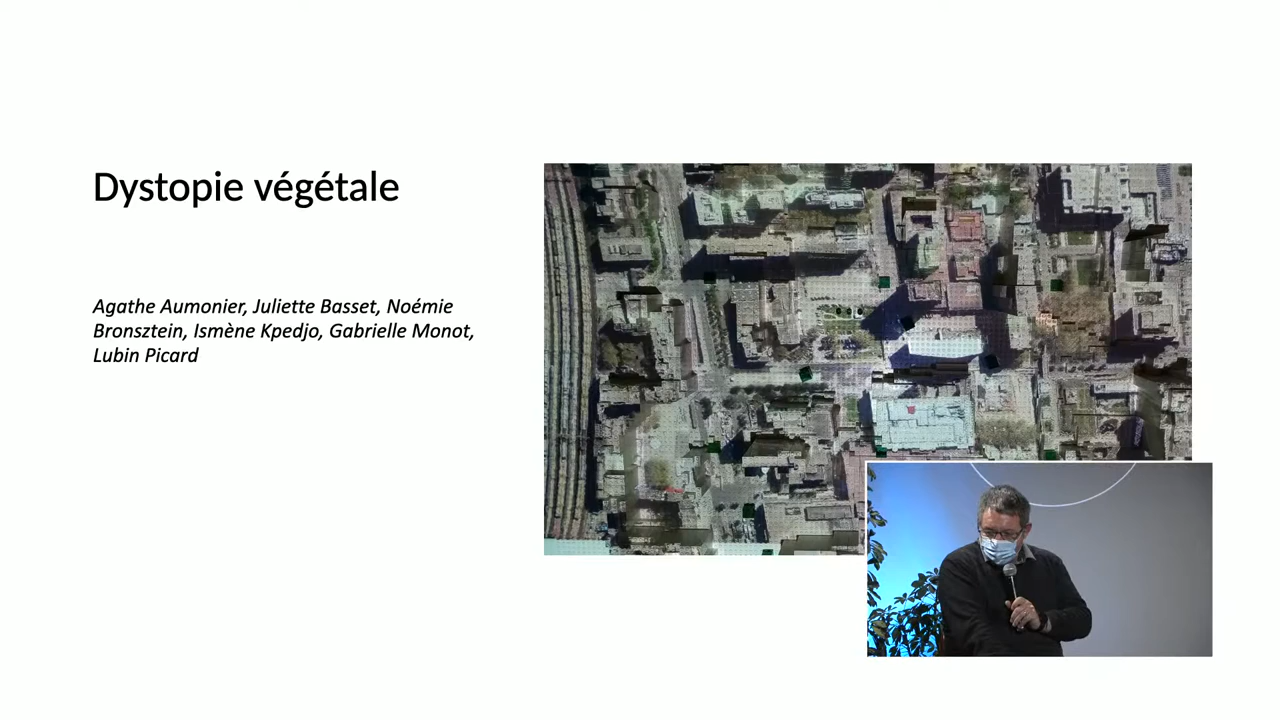 Dystopie végétale
Agathe Aumonier, Juliette Basset, Noémie
Bronsztein, Ismène Kpedjo, Gabrielle Monot,
Lubin Picard